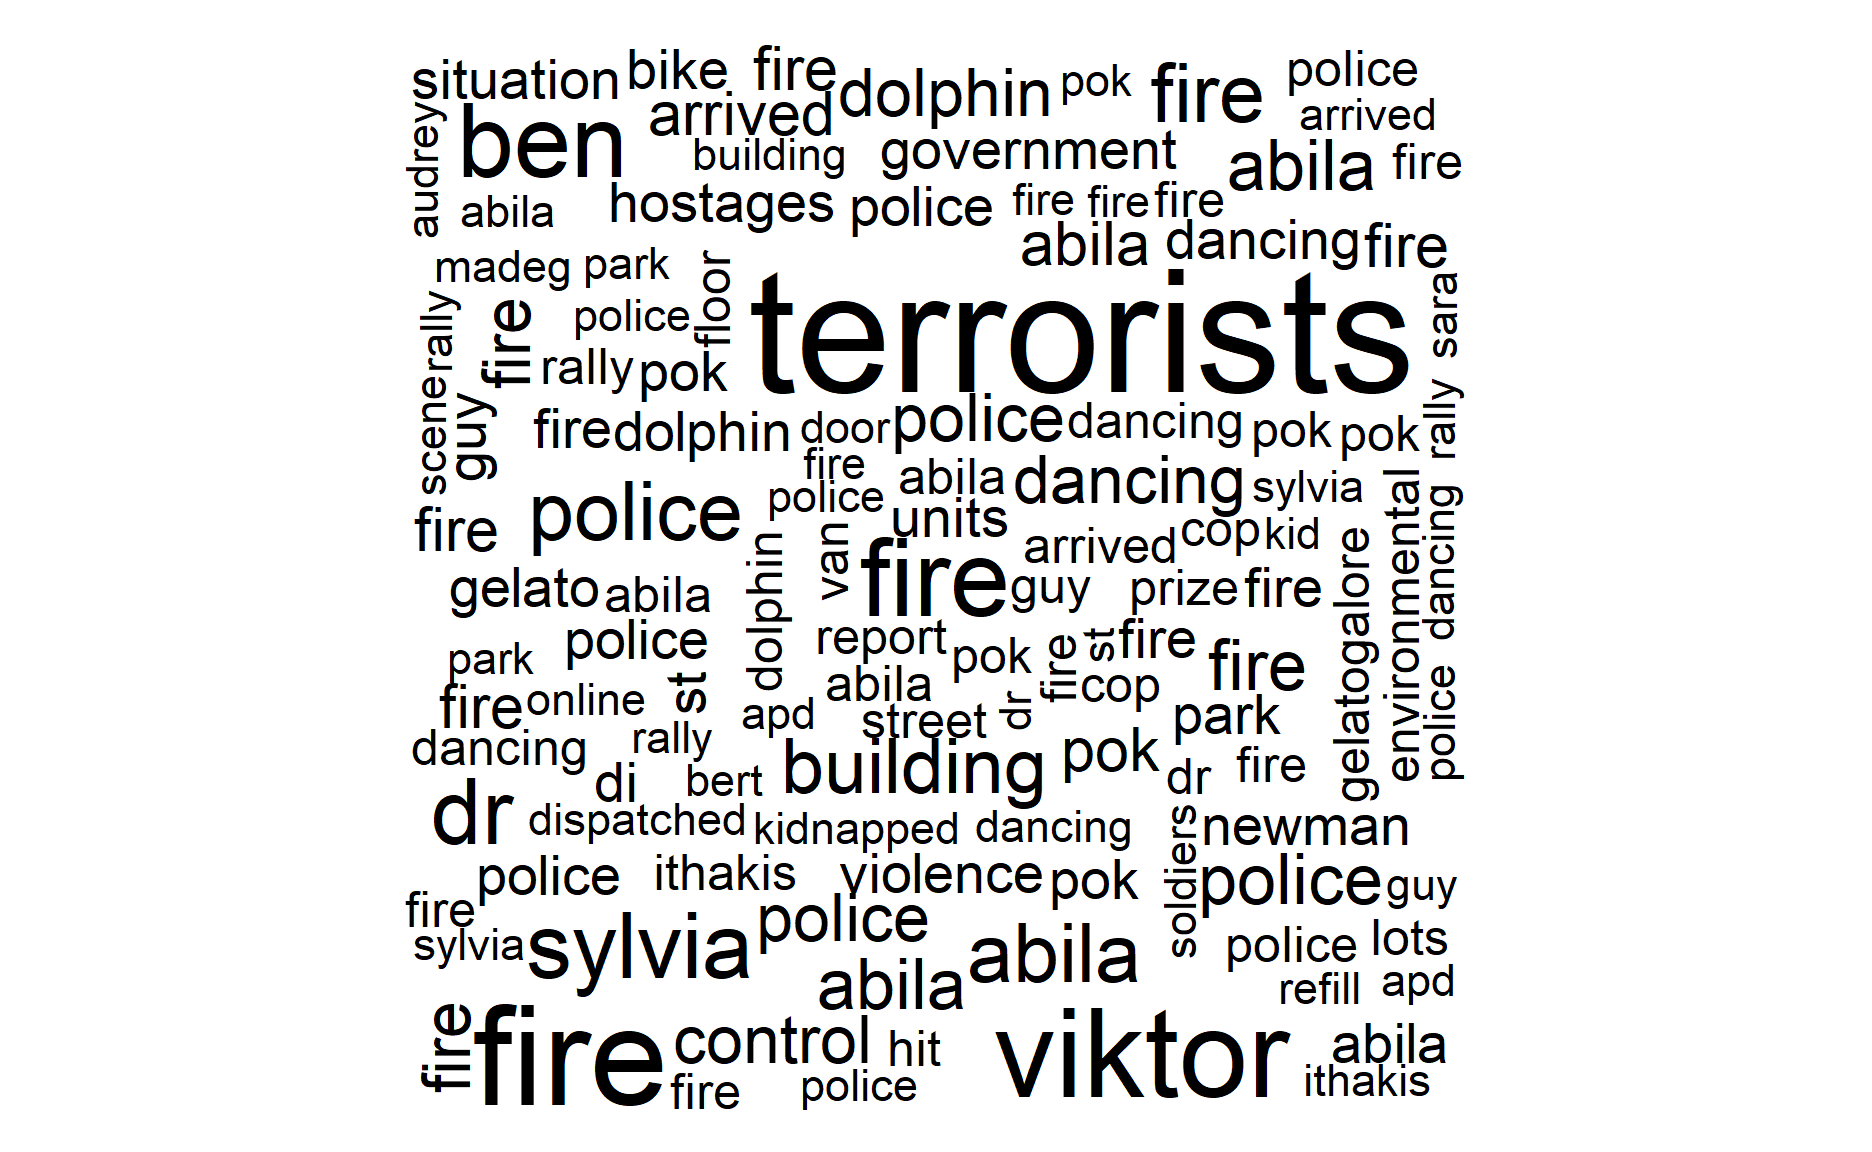 situation bike fire dolphin pok fire police
audrey ben arrived arrived
building government abila fire
abila hostages police fire fire fire
abila dancing fire
madeg park floor terrorists sara
rally fire police
rally pok
scene guy fire dolphin door police dancing pok pok rally
fire abila dancing sylvia environmental
police units
fire police dolphin van fire arrived cop kid gelatogalore dancing
gelato abila guy prize fire
police report pok fire st fire fire
park st abila cop police
fire online apd street dr park
dancing rally building pok
di bert dr fire
dr dispatched kidnapped dancing soldiers newman
police ithakis violence pok police guy
fire sylvia police
sylvia abila police lots
abila refill apd
fire fire control hit viktor abila
fire police ithakis